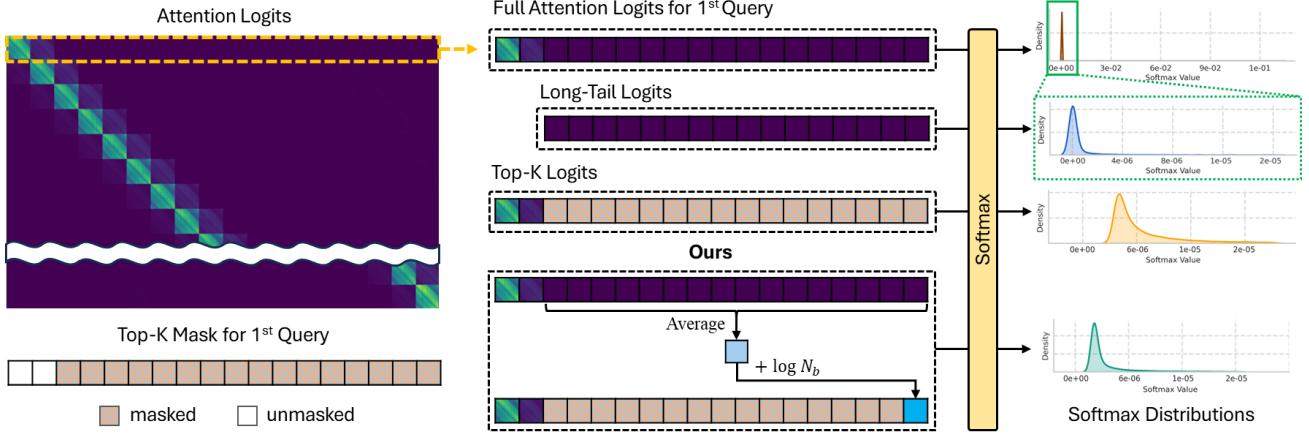 Attention Logits
Top-K Mask for 1st Query
masked
unmasked
Full Attention Logits for 1st Query
Long-Tail Logits
Top-K Logits
Ours
Average
+ log N_b
Softmax
Density
0e+00 3e-02 6e-02 9e-02 1e-01
Softmax Value
Density
0e+00 4e-06 8e-06 1e-05 2e-05
Softmax Value
Density
0e+00 6e-06 1e-05 2e-05
Softmax Value
Density
0e+00 6e-06 1e-05 2e-05
Softmax Value
Softmax Distributions